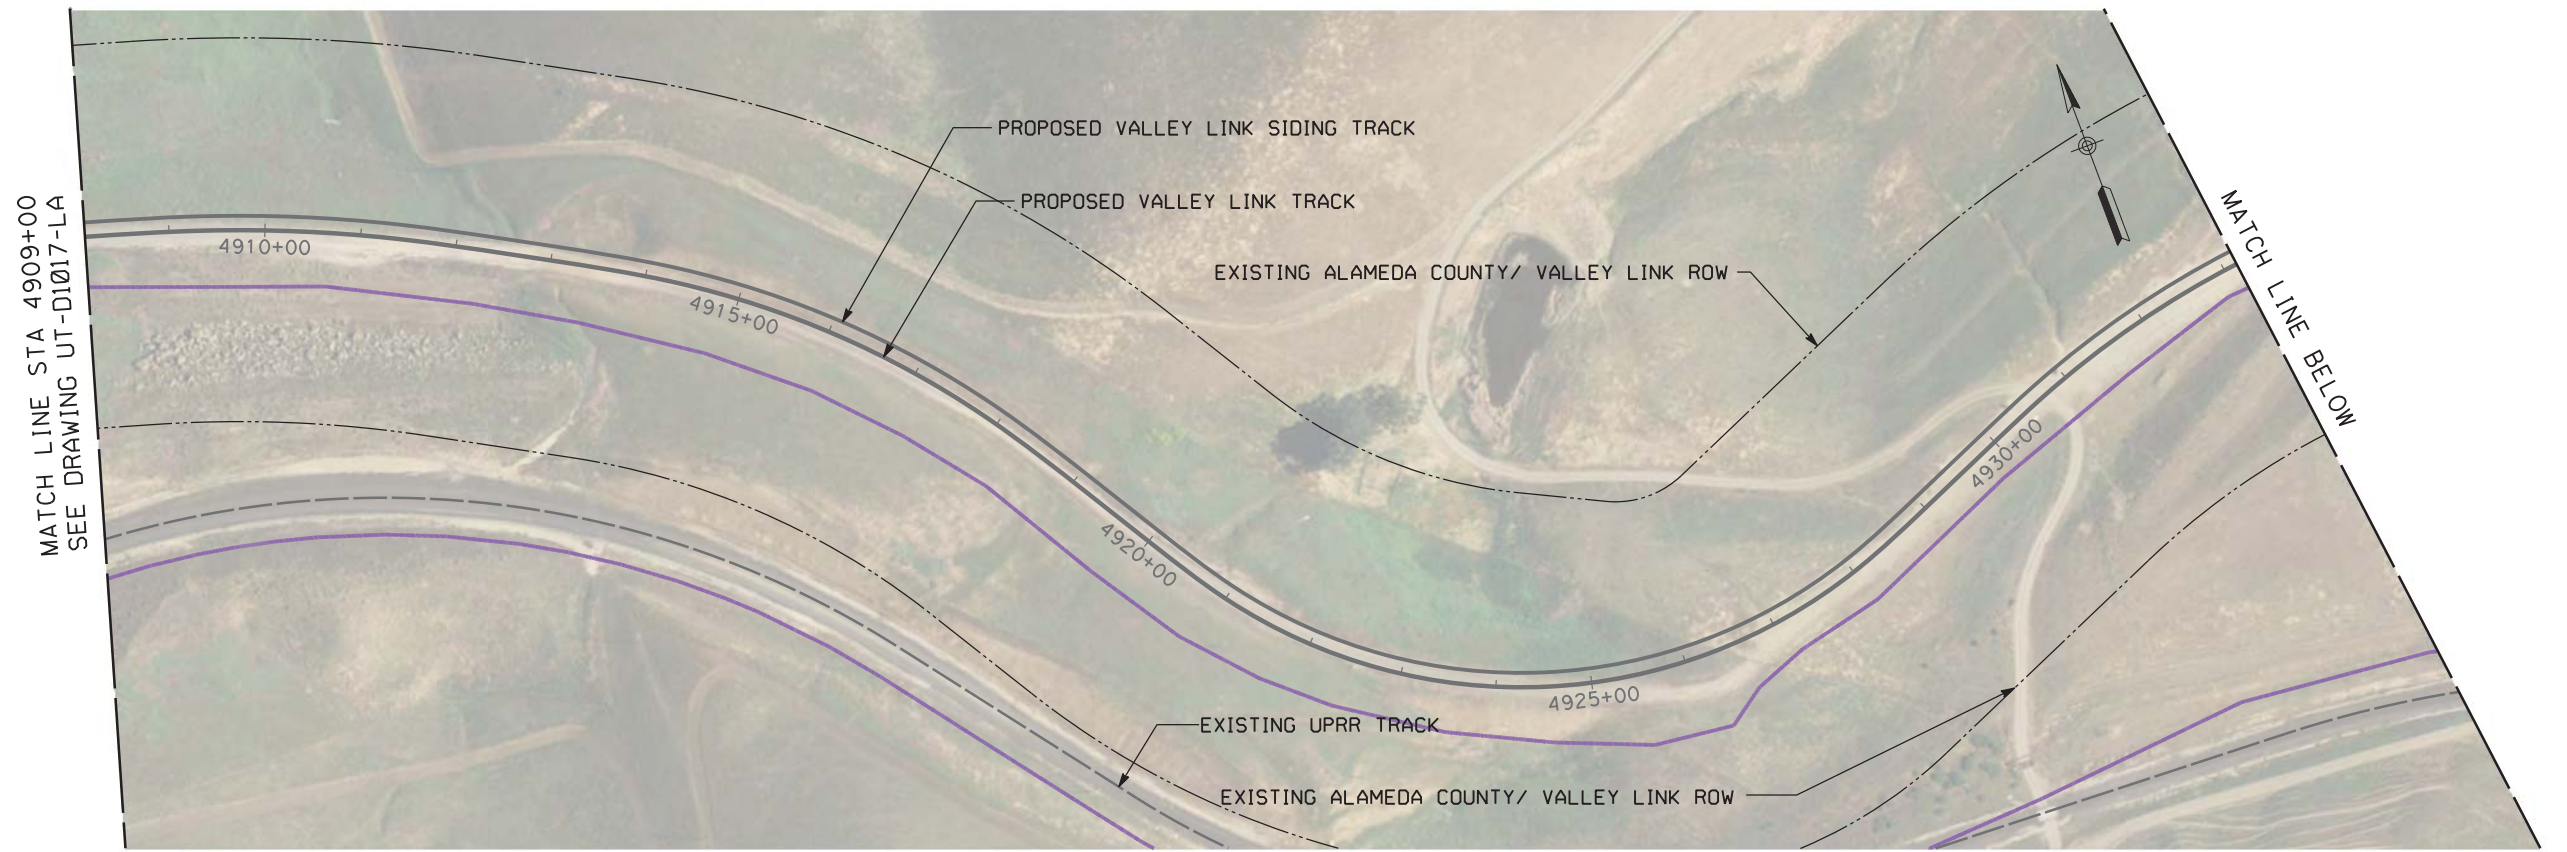 MATCH LINE STA 4909+00
SEE DRAWING UT-D1017-LA
PROPOSED VALLEY LINK SIDING TRACK
PROPOSED VALLEY LINK TRACK
EXISTING ALAMEDA COUNTY/ VALLEY LINK ROW
4910+00
4915+00
4920+00
4925+00
4930+00
EXISTING UPRR TRACK
EXISTING ALAMEDA COUNTY/ VALLEY LINK ROW
MATCH LINE BELOW